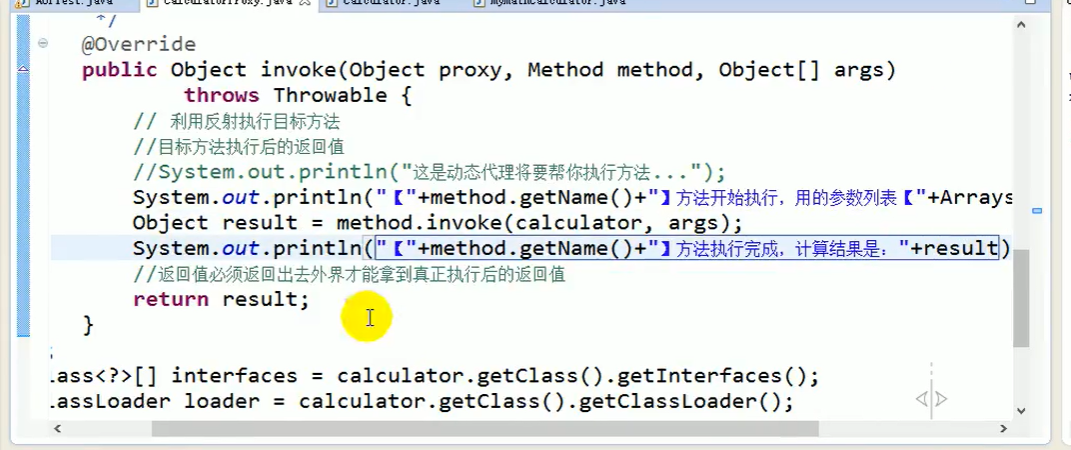 AOPTest.java CalculatorProxy.java Calculator.java MyMathCalculator.java
*/
@Override
public Object invoke(Object proxy, Method method, Object[] args)
throws Throwable {
// 利用反射执行目标方法
//目标方法执行后的返回值
//System.out.println("这是动态代理将要帮你执行方法...");
System.out.println("【"+method.getName()+"】方法开始执行，用的参数列表【"+Arrays
Object result = method.invoke(calculator, args);
System.out.println("【"+method.getName()+"】方法执行完成，计算结果是："+result)
//返回值必须返回出去外界才能拿到真正执行后的返回值
return result;
}
;
lass<?>[] interfaces = calculator.getClass().getInterfaces();
lassLoader loader = calculator.getClass().getClassLoader();